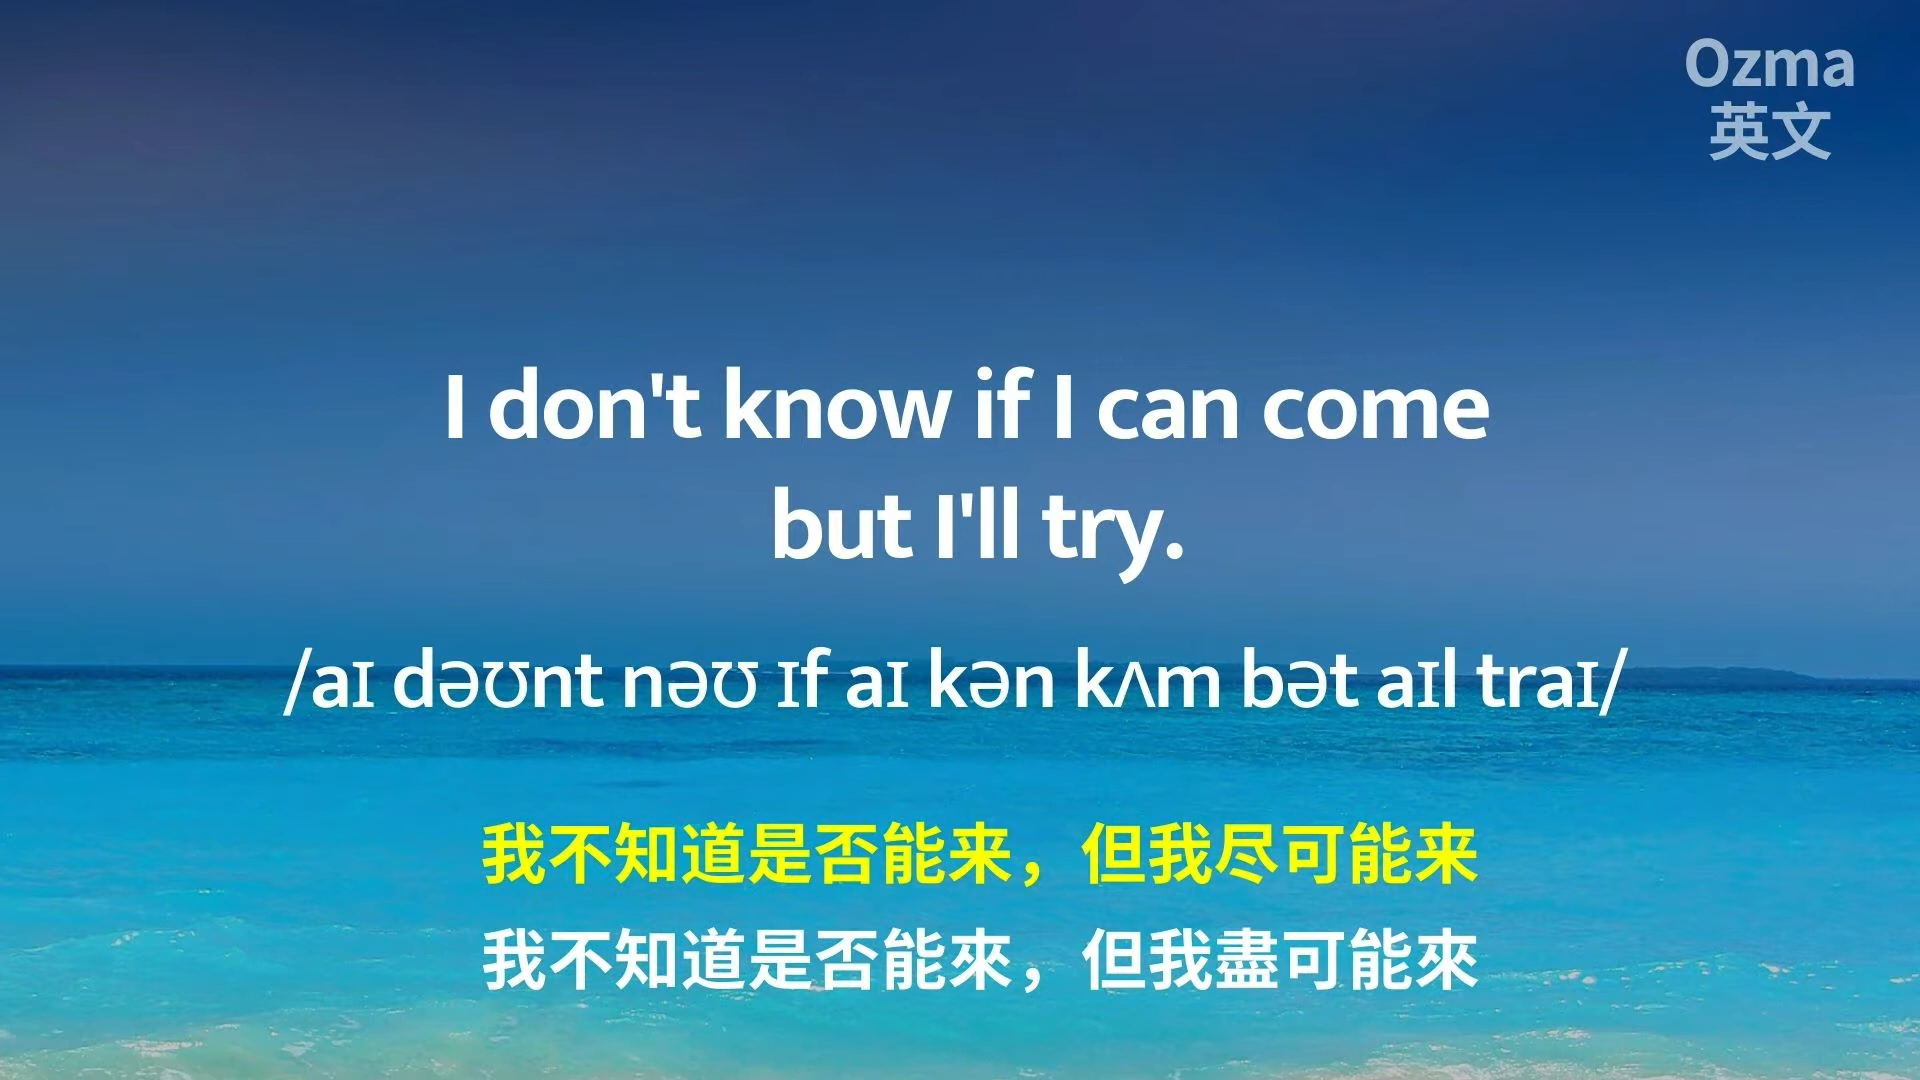 Ozma
英文
I don't know if I can come
but I'll try.
/aɪ dəʊnt nəʊ ɪf aɪ kən kʌm bət aɪl traɪ/
我不知道是否能来，但我尽可能来
我不知道是否能來，但我盡可能來